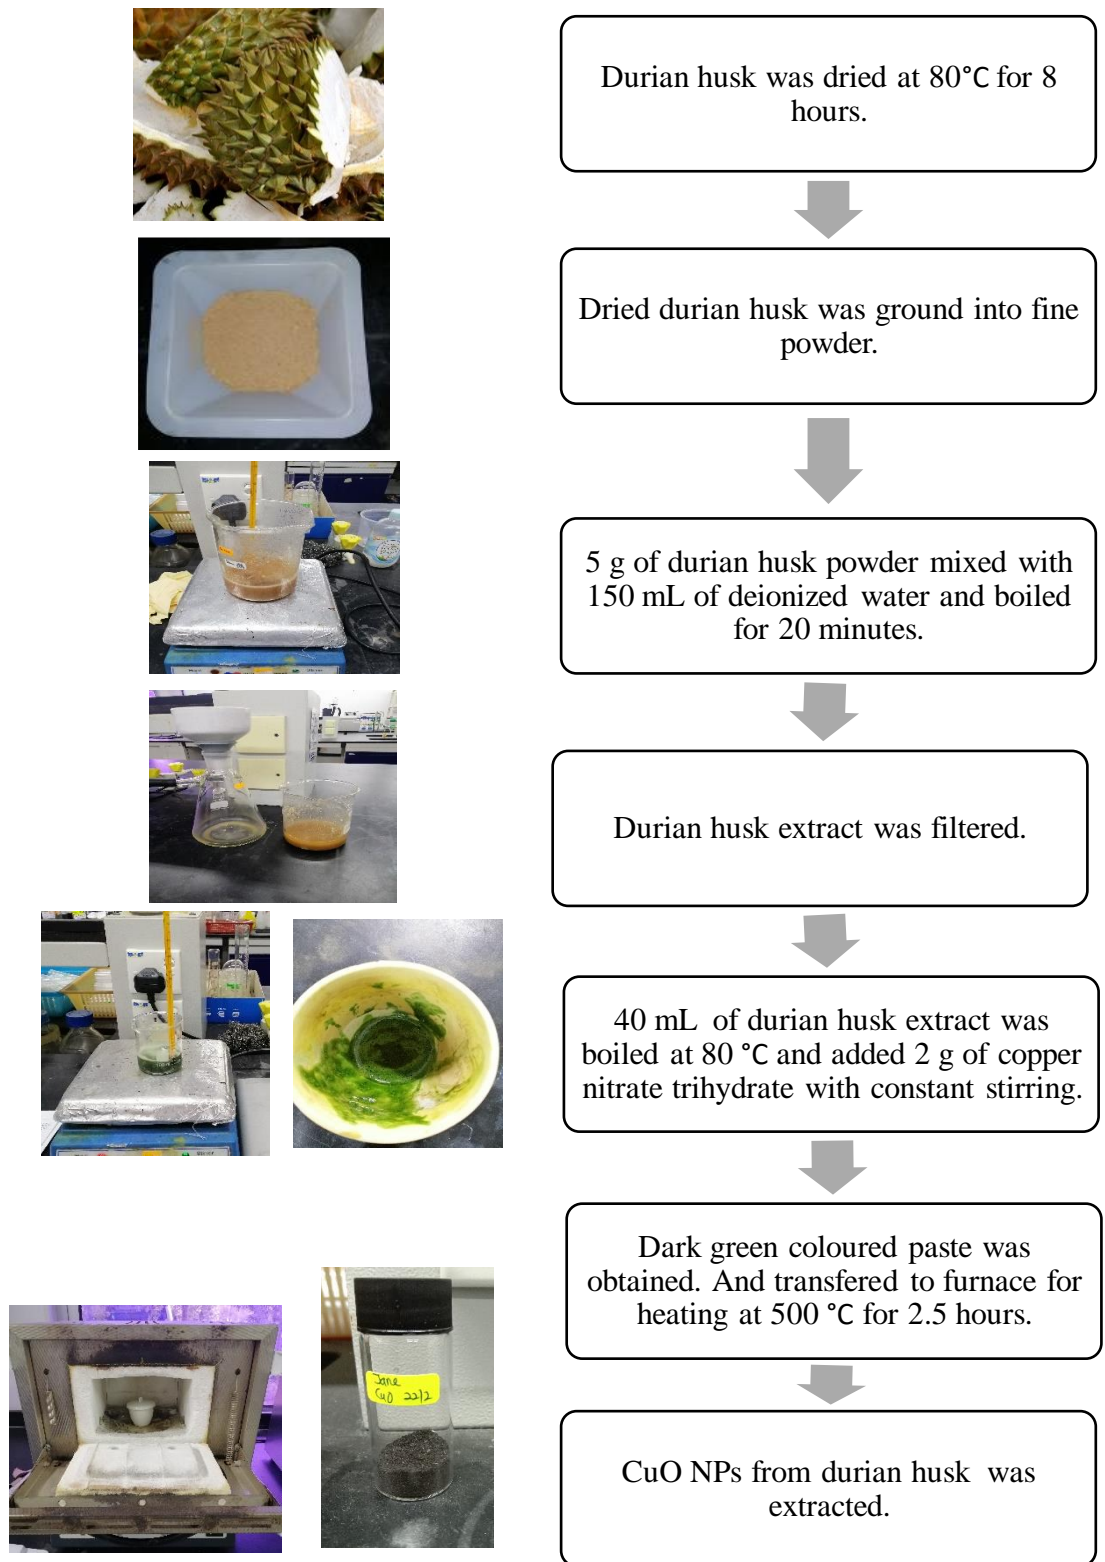 Durian husk was dried at 80°C for 8
hours.
Dried durian husk was ground into fine
powder.
5 g of durian husk powder mixed with
150 mL of deionized water and boiled
for 20 minutes.
Durian husk extract was filtered.
40 mL of durian husk extract was
boiled at 80 °C and added 2 g of copper
nitrate trihydrate with constant stirring.
Dark green coloured paste was
obtained. And transfered to furnace for
heating at 500 °C for 2.5 hours.
Jane
CuO 22/2
CuO NPs from durian husk was
extracted.